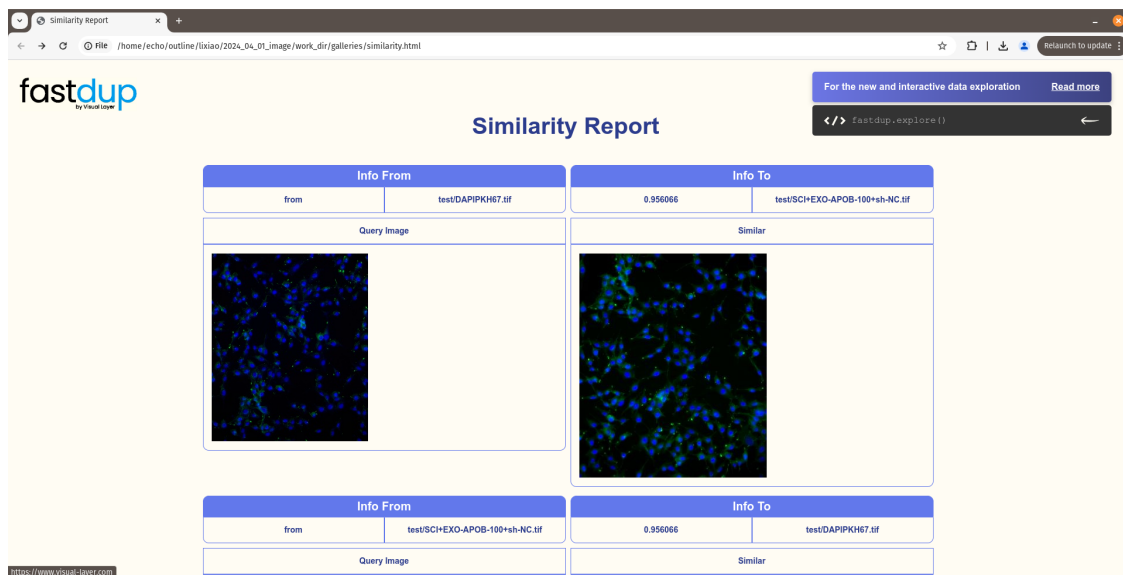 Similarity Report
File /home/echo/outline/lixiao/2024_04_01_image/work_dir/galleries/similarity.html
Relaunch to update
fastdup
by Visual Layer
For the new and interactive data exploration Read more
</> fastdup.explore()
Similarity Report
Info From Info To
from test/DAPIPKH67.tif 0.956066 test/SCI+EXO-APOB-100+sh-NC.tif
Query Image Similar
Info From Info To
from test/SCI+EXO-APOB-100+sh-NC.tif 0.956066 test/DAPIPKH67.tif
Query Image Similar
https://www.visual-layer.com